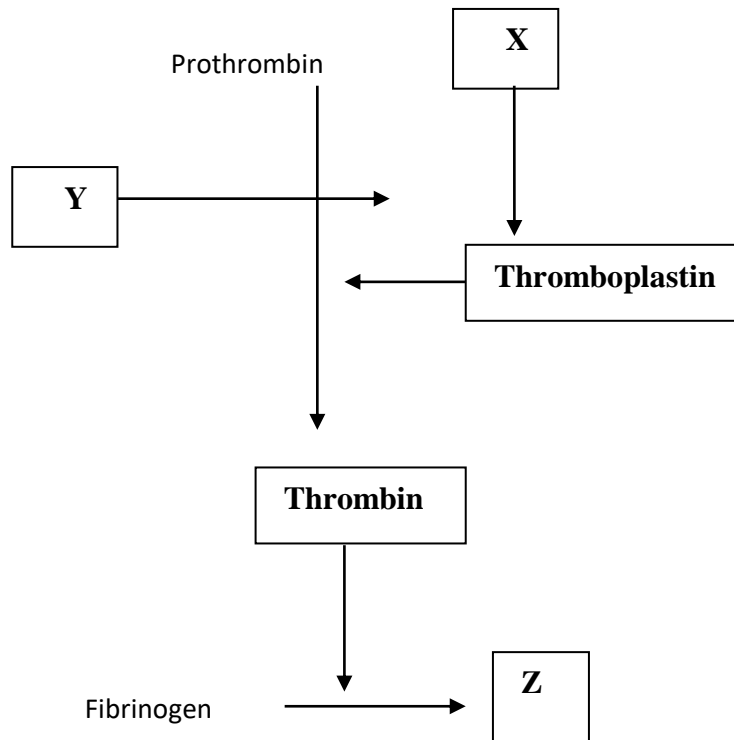 X
Prothrombin
Y
Thromboplastin
Thrombin
Z
Fibrinogen